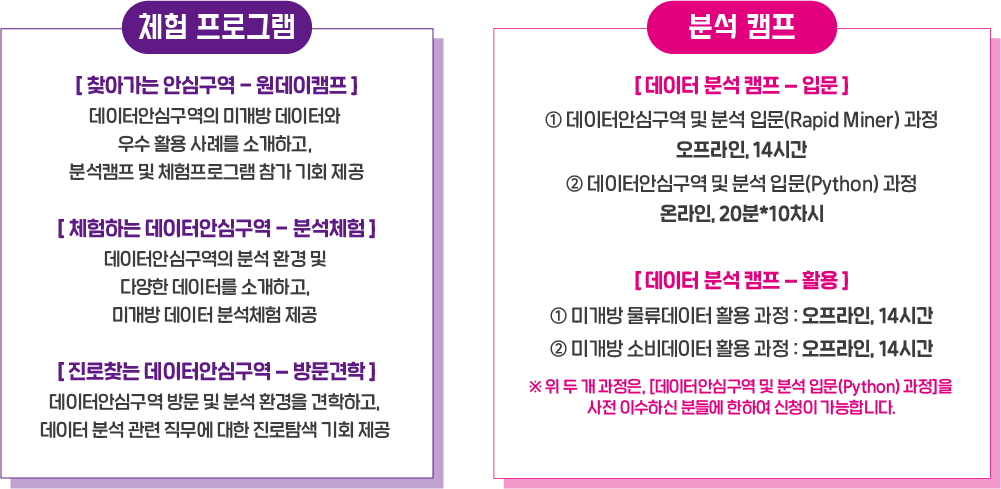 체험 프로그램
[ 찾아가는 안심구역 – 원데이캠프 ]
데이터안심구역의 미개방 데이터와
우수 활용 사례를 소개하고,
분석캠프 및 체험프로그램 참가 기회 제공
[ 체험하는 데이터안심구역 – 분석체험 ]
데이터안심구역의 분석 환경 및
다양한 데이터를 소개하고,
미개방 데이터 분석체험 제공
[ 진로찾는 데이터안심구역 – 방문견학 ]
데이터안심구역 방문 및 분석 환경을 견학하고,
데이터 분석 관련 직무에 대한 진로탐색 기회 제공
분석 캠프
[ 데이터 분석 캠프 – 입문 ]
① 데이터안심구역 및 분석 입문(Rapid Miner) 과정
오프라인, 14시간
② 데이터안심구역 및 분석 입문(Python) 과정
온라인, 20분*10차시
[ 데이터 분석 캠프 – 활용 ]
① 미개방 물류데이터 활용 과정 : 오프라인, 14시간
② 미개방 소비데이터 활용 과정 : 오프라인, 14시간
※ 위 두 개 과정은, [데이터안심구역 및 분석 입문(Python) 과정]을
사전 이수하신 분들에 한하여 신청이 가능합니다.